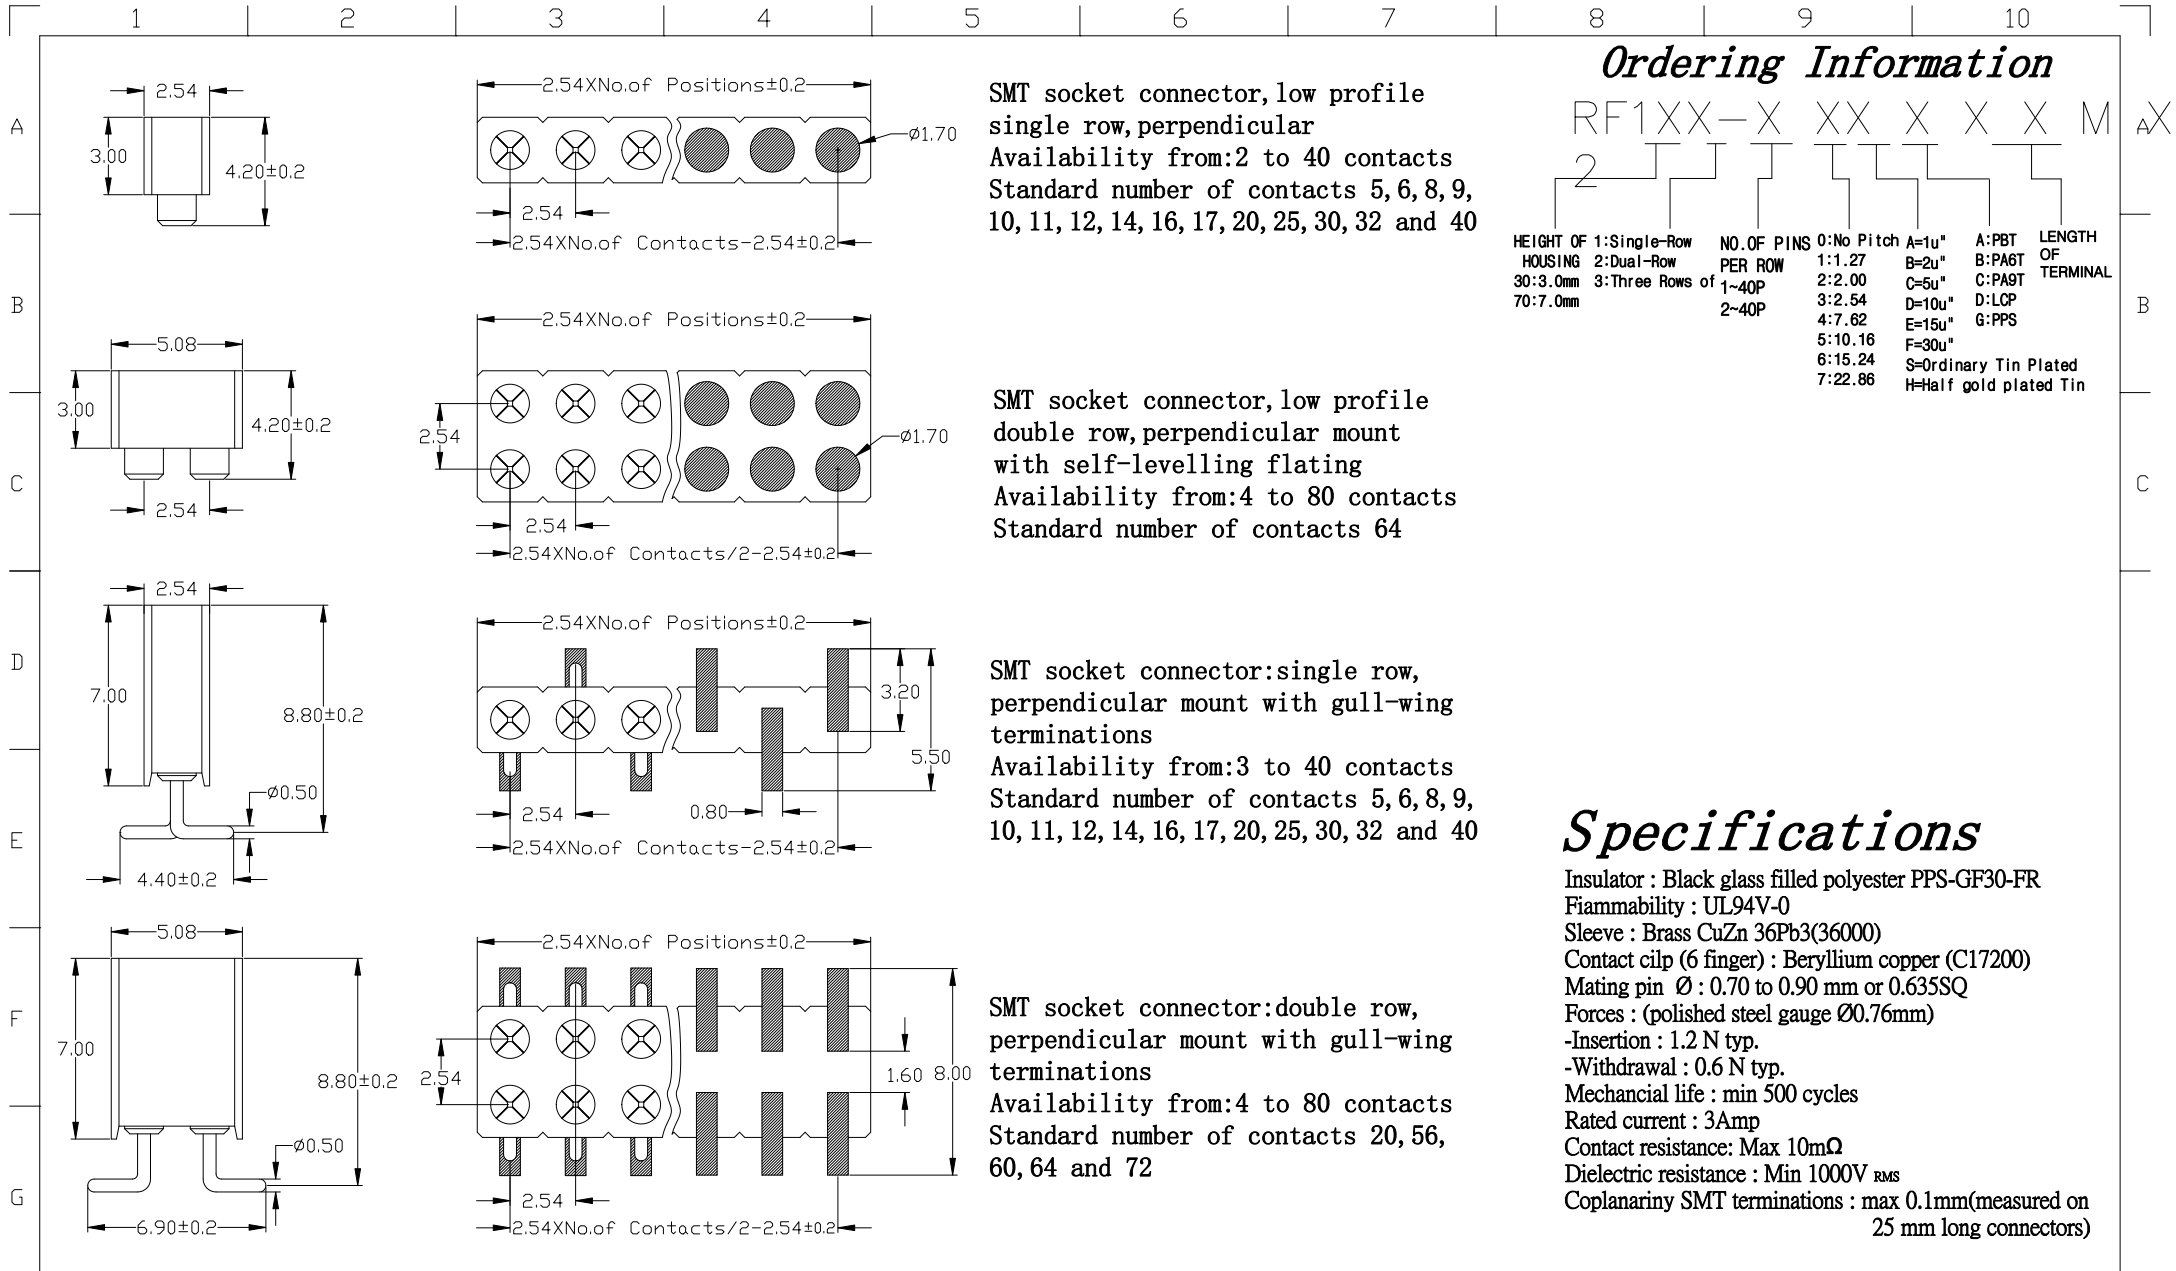 1 2 3 4 5 6 7 8 9 10
A
B
C
D
E
F
G
A
B
C
2.54
3.00
4.20±0.2
2.54XNo.of Positions±0.2
ø1.70
2.54
2.54XNo.of Contacts-2.54±0.2
SMT socket connector,low profile
single row,perpendicular
Availability from:2 to 40 contacts
Standard number of contacts 5,6,8,9,
10,11,12,14,16,17,20,25,30,32 and 40
5.08
3.00
4.20±0.2
2.54
2.54XNo.of Positions±0.2
2.54
ø1.70
2.54
2.54XNo.of Contacts/2-2.54±0.2
SMT socket connector,low profile
double row,perpendicular mount
with self-levelling flating
Availability from:4 to 80 contacts
Standard number of contacts 64
2.54
7.00
8.80±0.2
ø0.50
4.40±0.2
2.54XNo.of Positions±0.2
3.20
5.50
2.54
0.80
2.54XNo.of Contacts-2.54±0.2
SMT socket connector:single row,
perpendicular mount with gull-wing
terminations
Availability from:3 to 40 contacts
Standard number of contacts 5,6,8,9,
10,11,12,14,16,17,20,25,30,32 and 40
5.08
7.00
8.80±0.2
ø0.50
6.90±0.2
2.54XNo.of Positions±0.2
2.54
1.60
8.00
2.54
2.54XNo.of Contacts/2-2.54±0.2
SMT socket connector:double row,
perpendicular mount with gull-wing
terminations
Availability from:4 to 80 contacts
Standard number of contacts 20,56,
60,64 and 72
Ordering Information
RF1XX-X XX X X X M X
2
HEIGHT OF
HOUSING
30:3.0mm
70:7.0mm
1:Single-Row
2:Dual-Row
3:Three Rows of
NO.OF PINS
PER ROW
1~40P
2~40P
0:No Pitch
1:1.27
2:2.00
3:2.54
4:7.62
5:10.16
6:15.24
7:22.86
A=1u"
B=2u"
C=5u"
D=10u"
E=15u"
F=30u"
S=Ordinary Tin Plated
H=Half gold plated Tin
A:PBT
B:PA6T
C:PA9T
D:LCP
G:PPS
LENGTH
OF
TERMINAL
Specifications
Insulator : Black glass filled polyester PPS-GF30-FR
Fiammability : UL94V-0
Sleeve : Brass CuZn 36Pb3(36000)
Contact cilp (6 finger) : Beryllium copper (C17200)
Mating pin Ø : 0.70 to 0.90 mm or 0.635SQ
Forces : (polished steel gauge Ø0.76mm)
-Insertion : 1.2 N typ.
-Withdrawal : 0.6 N typ.
Mechancial life : min 500 cycles
Rated current : 3Amp
Contact resistance: Max 10mΩ
Dielectric resistance : Min 1000V RMS
Coplanariny SMT terminations : max 0.1mm(measured on
25 mm long connectors)